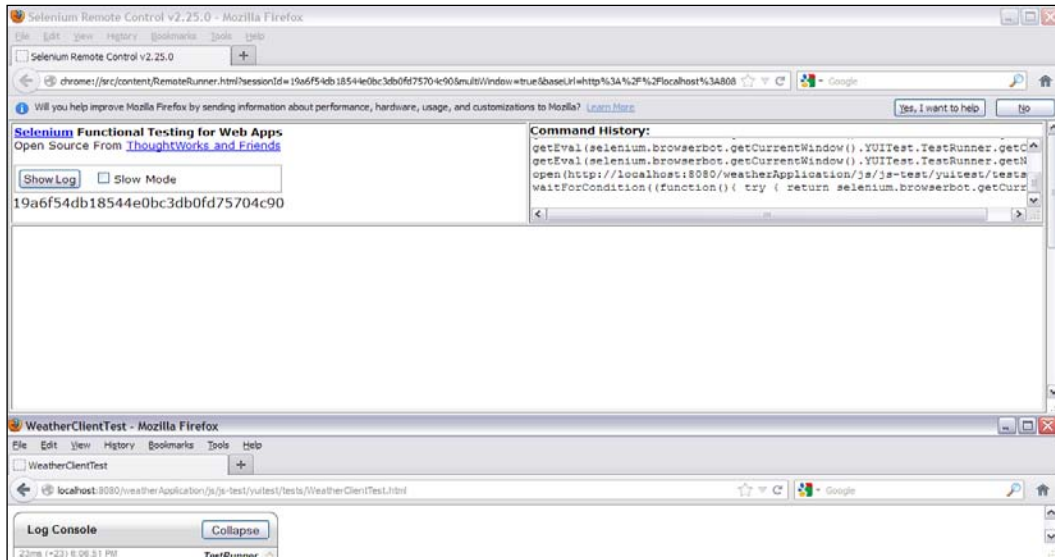 Selenium Remote Control v2.25.0 - Mozilla Firefox
File Edit View History Bookmarks Tools Help
Selenium Remote Control v2.25.0 +
chrome://src/content/RemoteRunner.html?sessionId=19a6f54db18544e0bc3db0fd75704c90&multiWindow=true&baseUrl=http%3A%2F%2Flocalhost%3A808 Google
Will you help improve Mozilla Firefox by sending information about performance, hardware, usage, and customizations to Mozilla? Learn More Yes, I want to help No
Selenium Functional Testing for Web Apps
Open Source From ThoughtWorks and Friends
Show Log Slow Mode
19a6f54db18544e0bc3db0fd75704c90
Command History:
getEval(selenium.browserbot.getCurrentWindow().YUITest.TestRunner.getC
getEval(selenium.browserbot.getCurrentWindow().YUITest.TestRunner.getN
open(http://localhost:8080/weatherApplication/js/js-test/yuitest/tests
waitForCondition((function(){ try { return selenium.browserbot.getCurr
WeatherClientTest - Mozilla Firefox
File Edit View History Bookmarks Tools Help
WeatherClientTest +
localhost:8080/weatherApplication/js/js-test/yuitest/tests/WeatherClientTest.html Google
Log Console Collapse
23ms (+23) 6:06:51 PM TestRunner